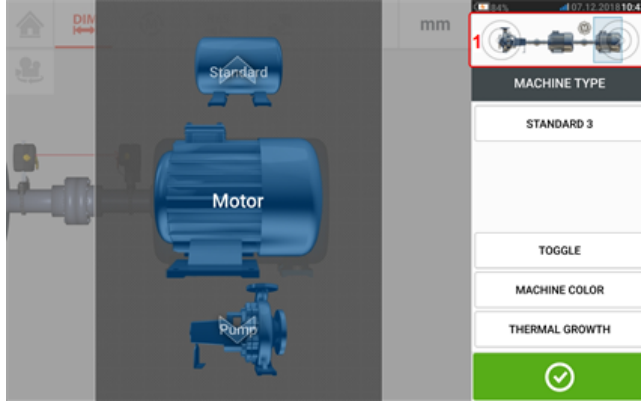 84% 07.12.2018 10:4
DIM
mm
1
Standard
MACHINE TYPE
STANDARD 3
Motor
TOGGLE
MACHINE COLOR
Pump
THERMAL GROWTH